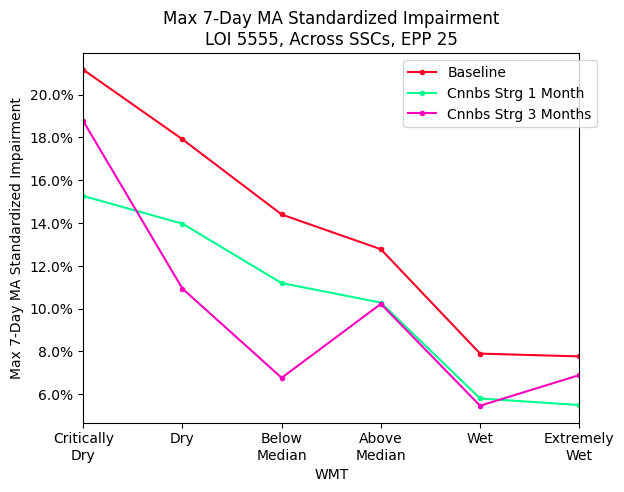 Max 7-Day MA Standardized Impairment
LOI 5555, Across SSCs, EPP 25
Baseline
Cnnbs Strg 1 Month
Cnnbs Strg 3 Months
Max 7-Day MA Standardized Impairment
20.0%
18.0%
16.0%
14.0%
12.0%
10.0%
8.0%
6.0%
Critically
Dry
Dry
Below
Median
Above
Median
Wet
Extremely
Wet
WMT